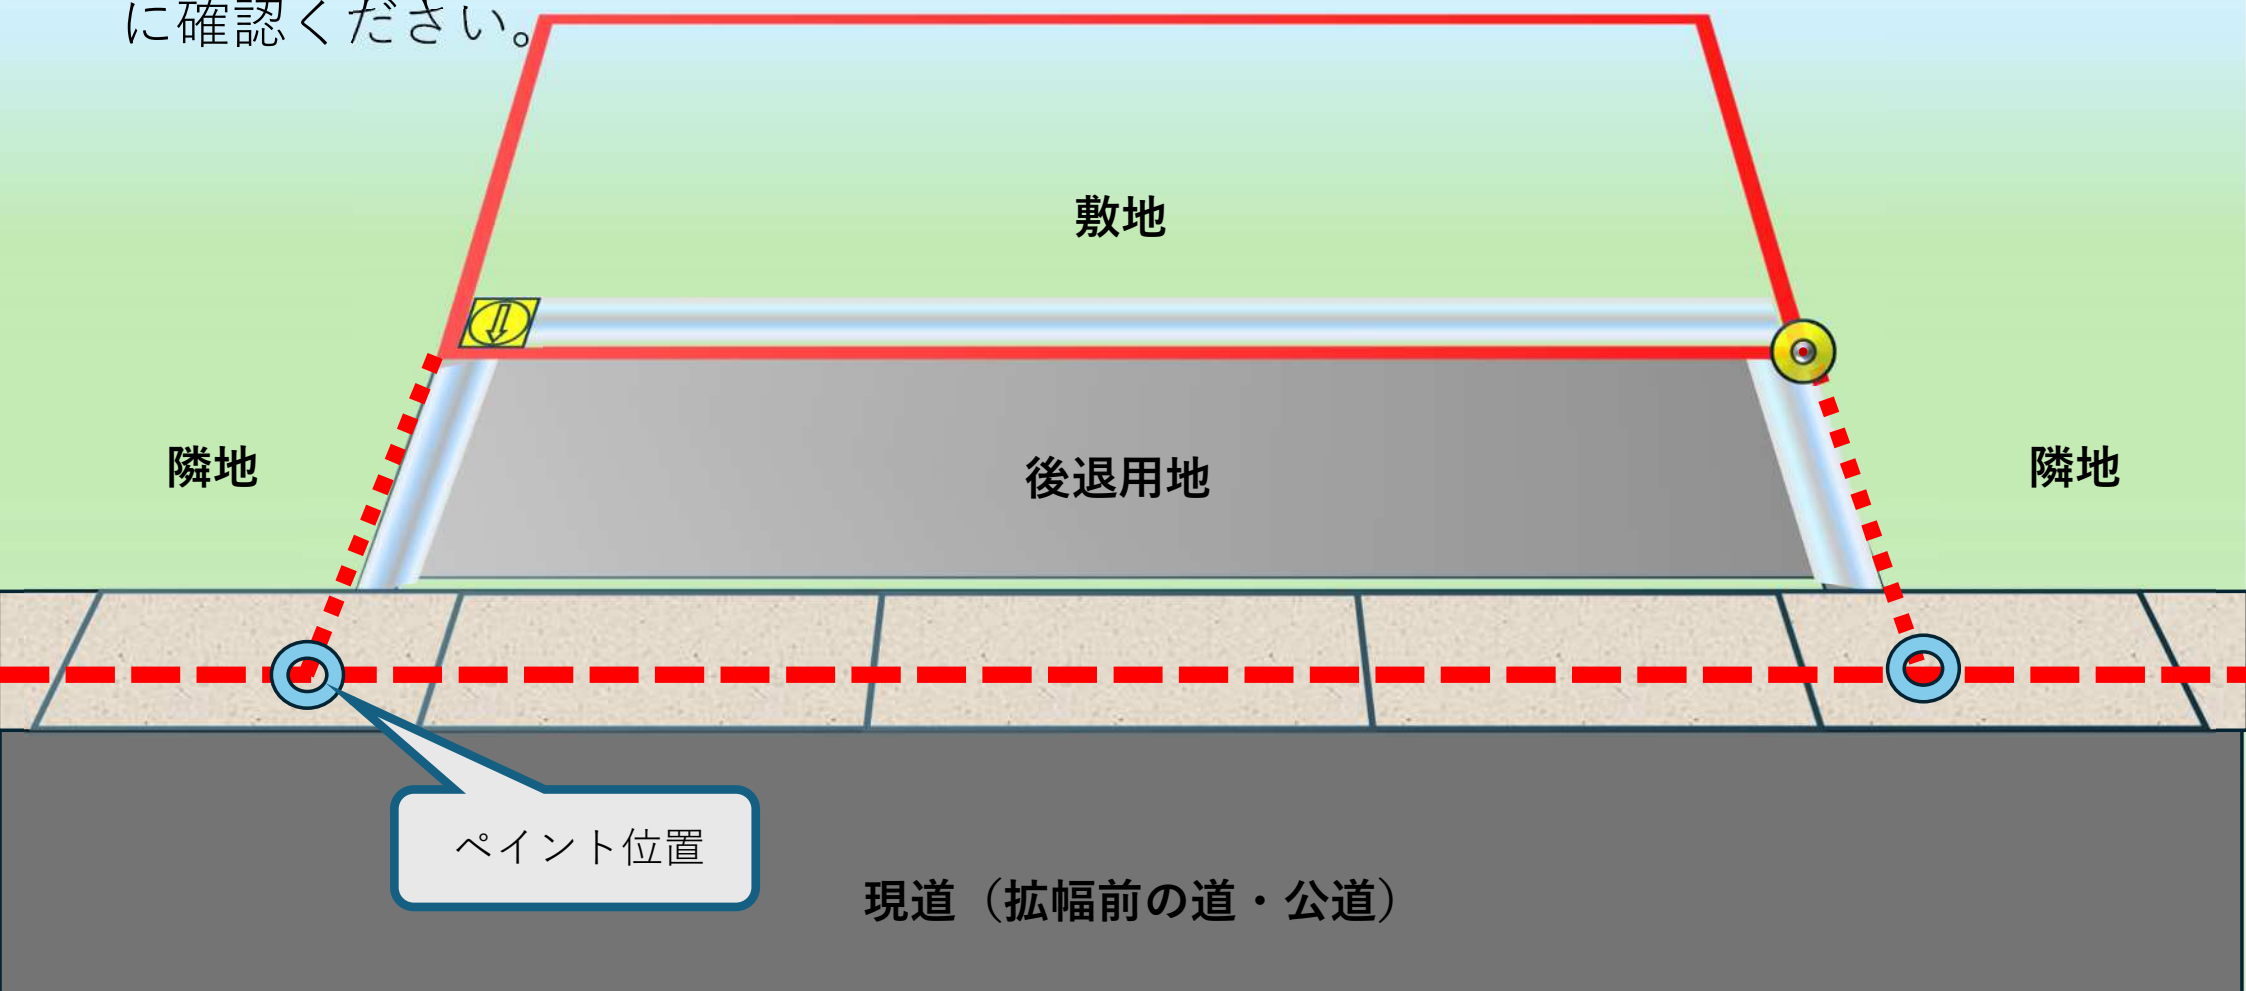 に確認ください。
敷地
隣地
後退用地
隣地
ペイント位置
現道（拡幅前の道・公道）